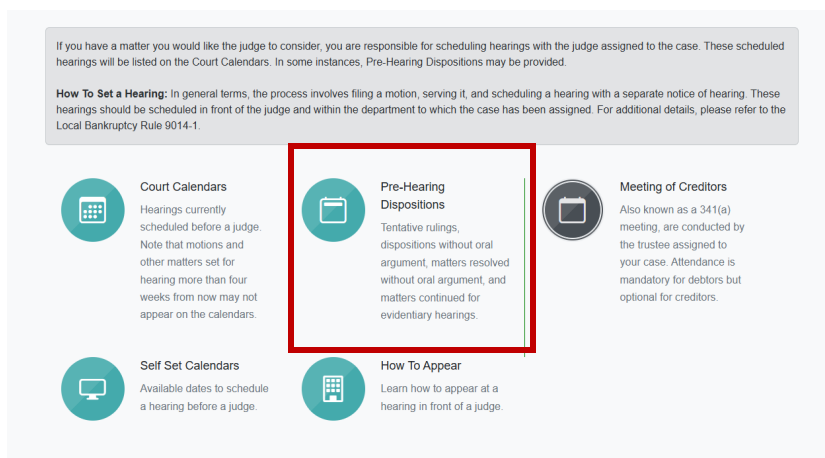 If you have a matter you would like the judge to consider, you are responsible for scheduling hearings with the judge assigned to the case. These scheduled
hearings will be listed on the Court Calendars. In some instances, Pre-Hearing Dispositions may be provided.
How To Set a Hearing: In general terms, the process involves filing a motion, serving it, and scheduling a hearing with a separate notice of hearing. These
hearings should be scheduled in front of the judge and within the department to which the case has been assigned. For additional details, please refer to the
Local Bankruptcy Rule 9014-1.
Court Calendars
Hearings currently
scheduled before a judge.
Note that motions and
other matters set for
hearing more than four
weeks from now may not
appear on the calendars.
Pre-Hearing
Dispositions
Tentative rulings,
dispositions without oral
argument, matters resolved
without oral argument, and
matters continued for
evidentiary hearings.
Meeting of Creditors
Also known as a 341(a)
meeting, are conducted by
the trustee assigned to
your case. Attendance is
mandatory for debtors but
optional for creditors.
Self Set Calendars
Available dates to schedule
a hearing before a judge.
How To Appear
Learn how to appear at a
hearing in front of a judge.